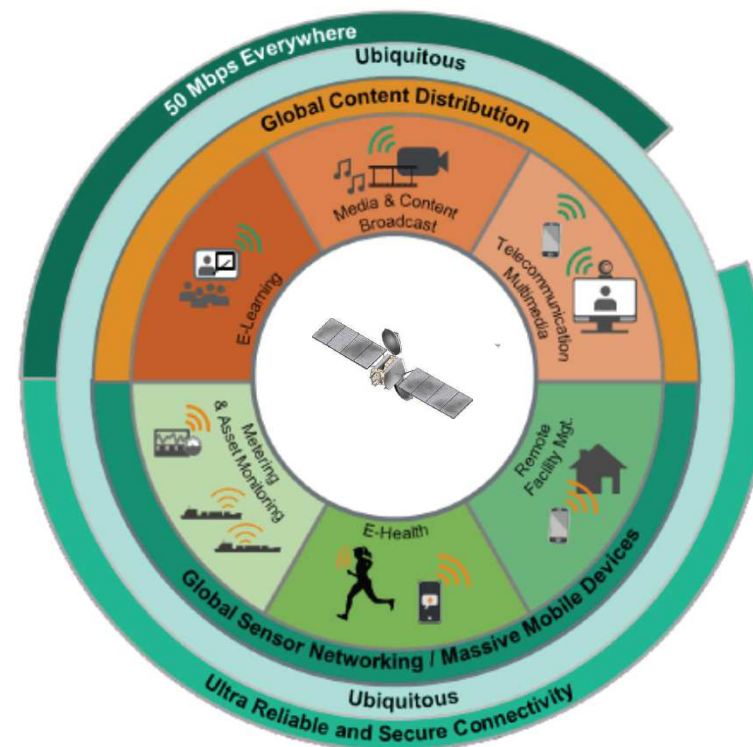 50 Mbps Everywhere
Ubiquitous
Global Content Distribution
Media & Content
Broadcast
Telecommunication
Multimedia
E-Learning
Metering
& Asset Monitoring
Remote
Facility Mgt.
E-Health
Global Sensor Networking / Massive Mobile Devices
Ubiquitous
Ultra Reliable and Secure Connectivity